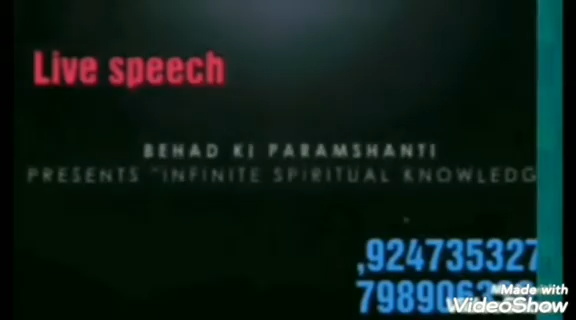 Live speech
BEHAD KI PARAMSHANTI
PRESENTS "INFINITE SPIRITUAL KNOWLEDG
,924735327
Made with
VideoShow